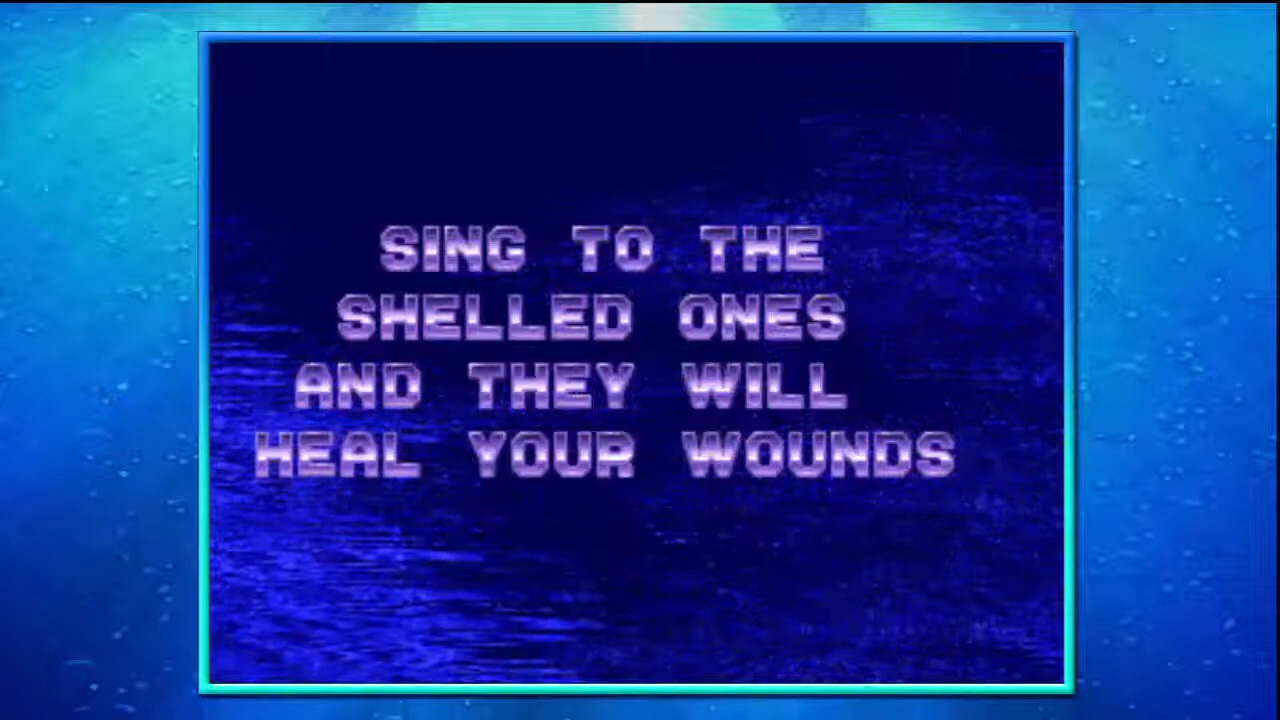 SING TO THE
SHELLED ONES
AND THEY WILL
HEAL YOUR WOUNDS